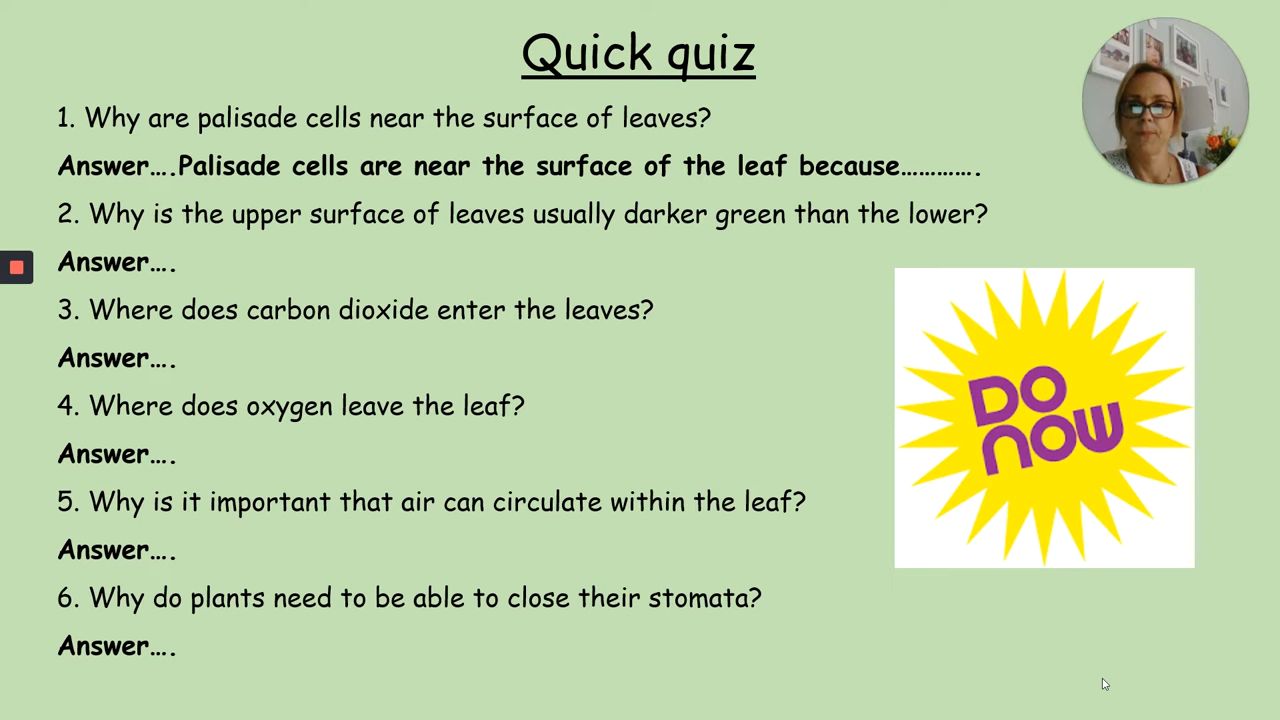 Quick quiz
1. Why are palisade cells near the surface of leaves?
Answer....Palisade cells are near the surface of the leaf because.............
2. Why is the upper surface of leaves usually darker green than the lower?
Answer....
3. Where does carbon dioxide enter the leaves?
Answer....
4. Where does oxygen leave the leaf?
Answer....
5. Why is it important that air can circulate within the leaf?
Answer....
6. Why do plants need to be able to close their stomata?
Answer....
DO
NOW